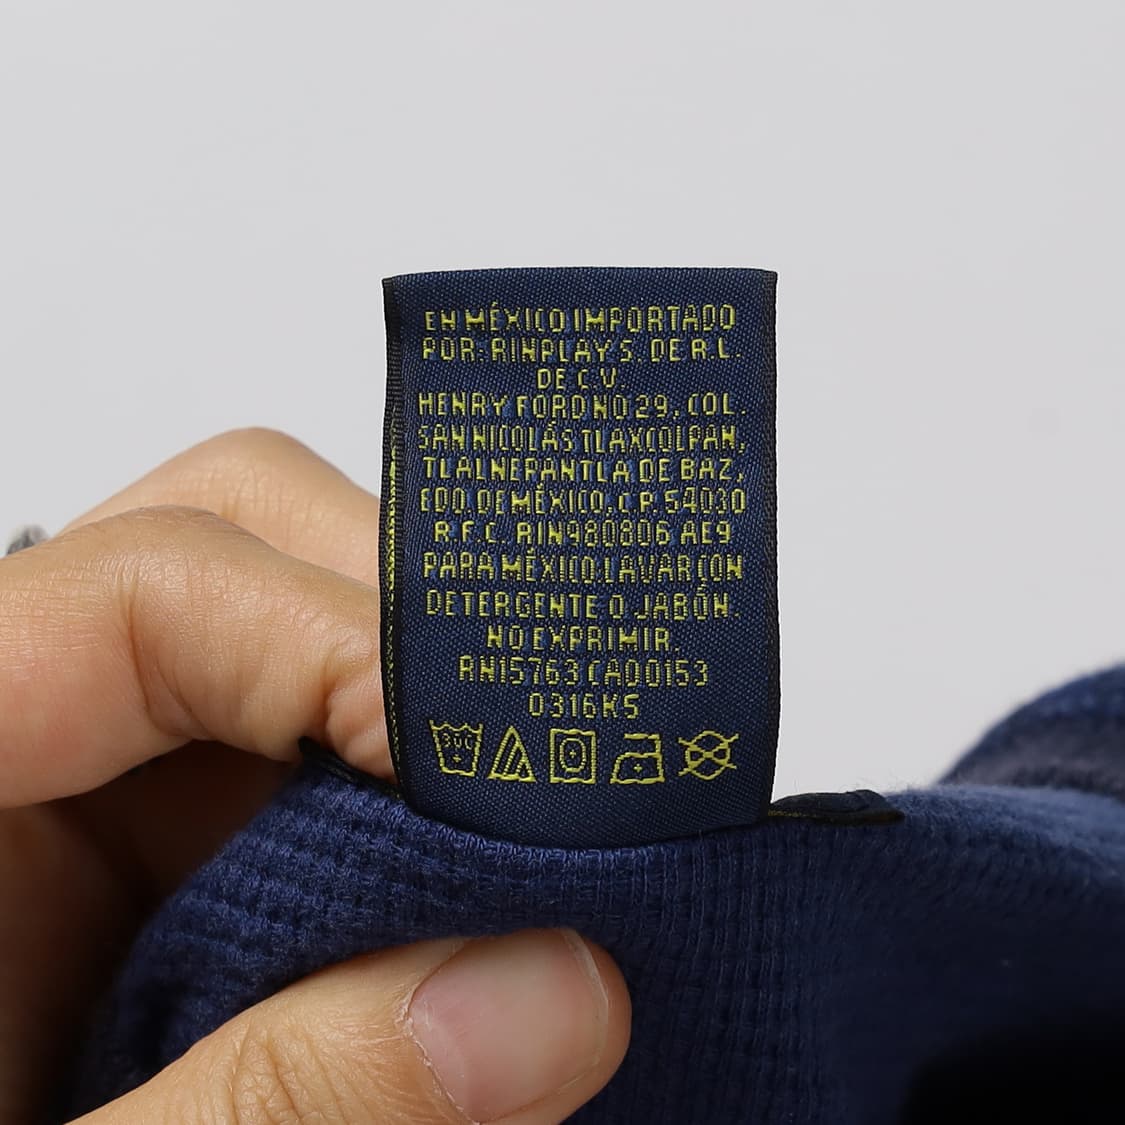 EN MÉXICO IMPORTADO
POR: RINPLAY S. DE R.L.
DE C.V.
HENRY FORD NO 29, COL.
SAN NICOLÁS TLAXCOLPAN,
TLALNEPANTLA DE BAZ,
EDO. DE MÉXICO, C.P. 54030
R.F.C. RIN980806 AE9
PARA MÉXICO: LAVAR CON
DETERGENTE O JABÓN.
NO EXPRIMIR.
RN15763 CA00153
0316KS
30C